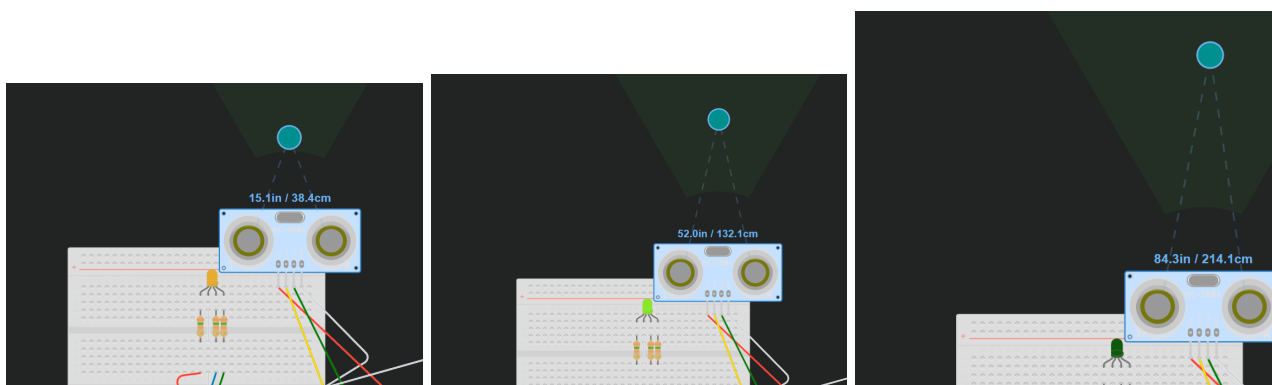 15.1in / 38.4cm
52.0in / 132.1cm
84.3in / 214.1cm